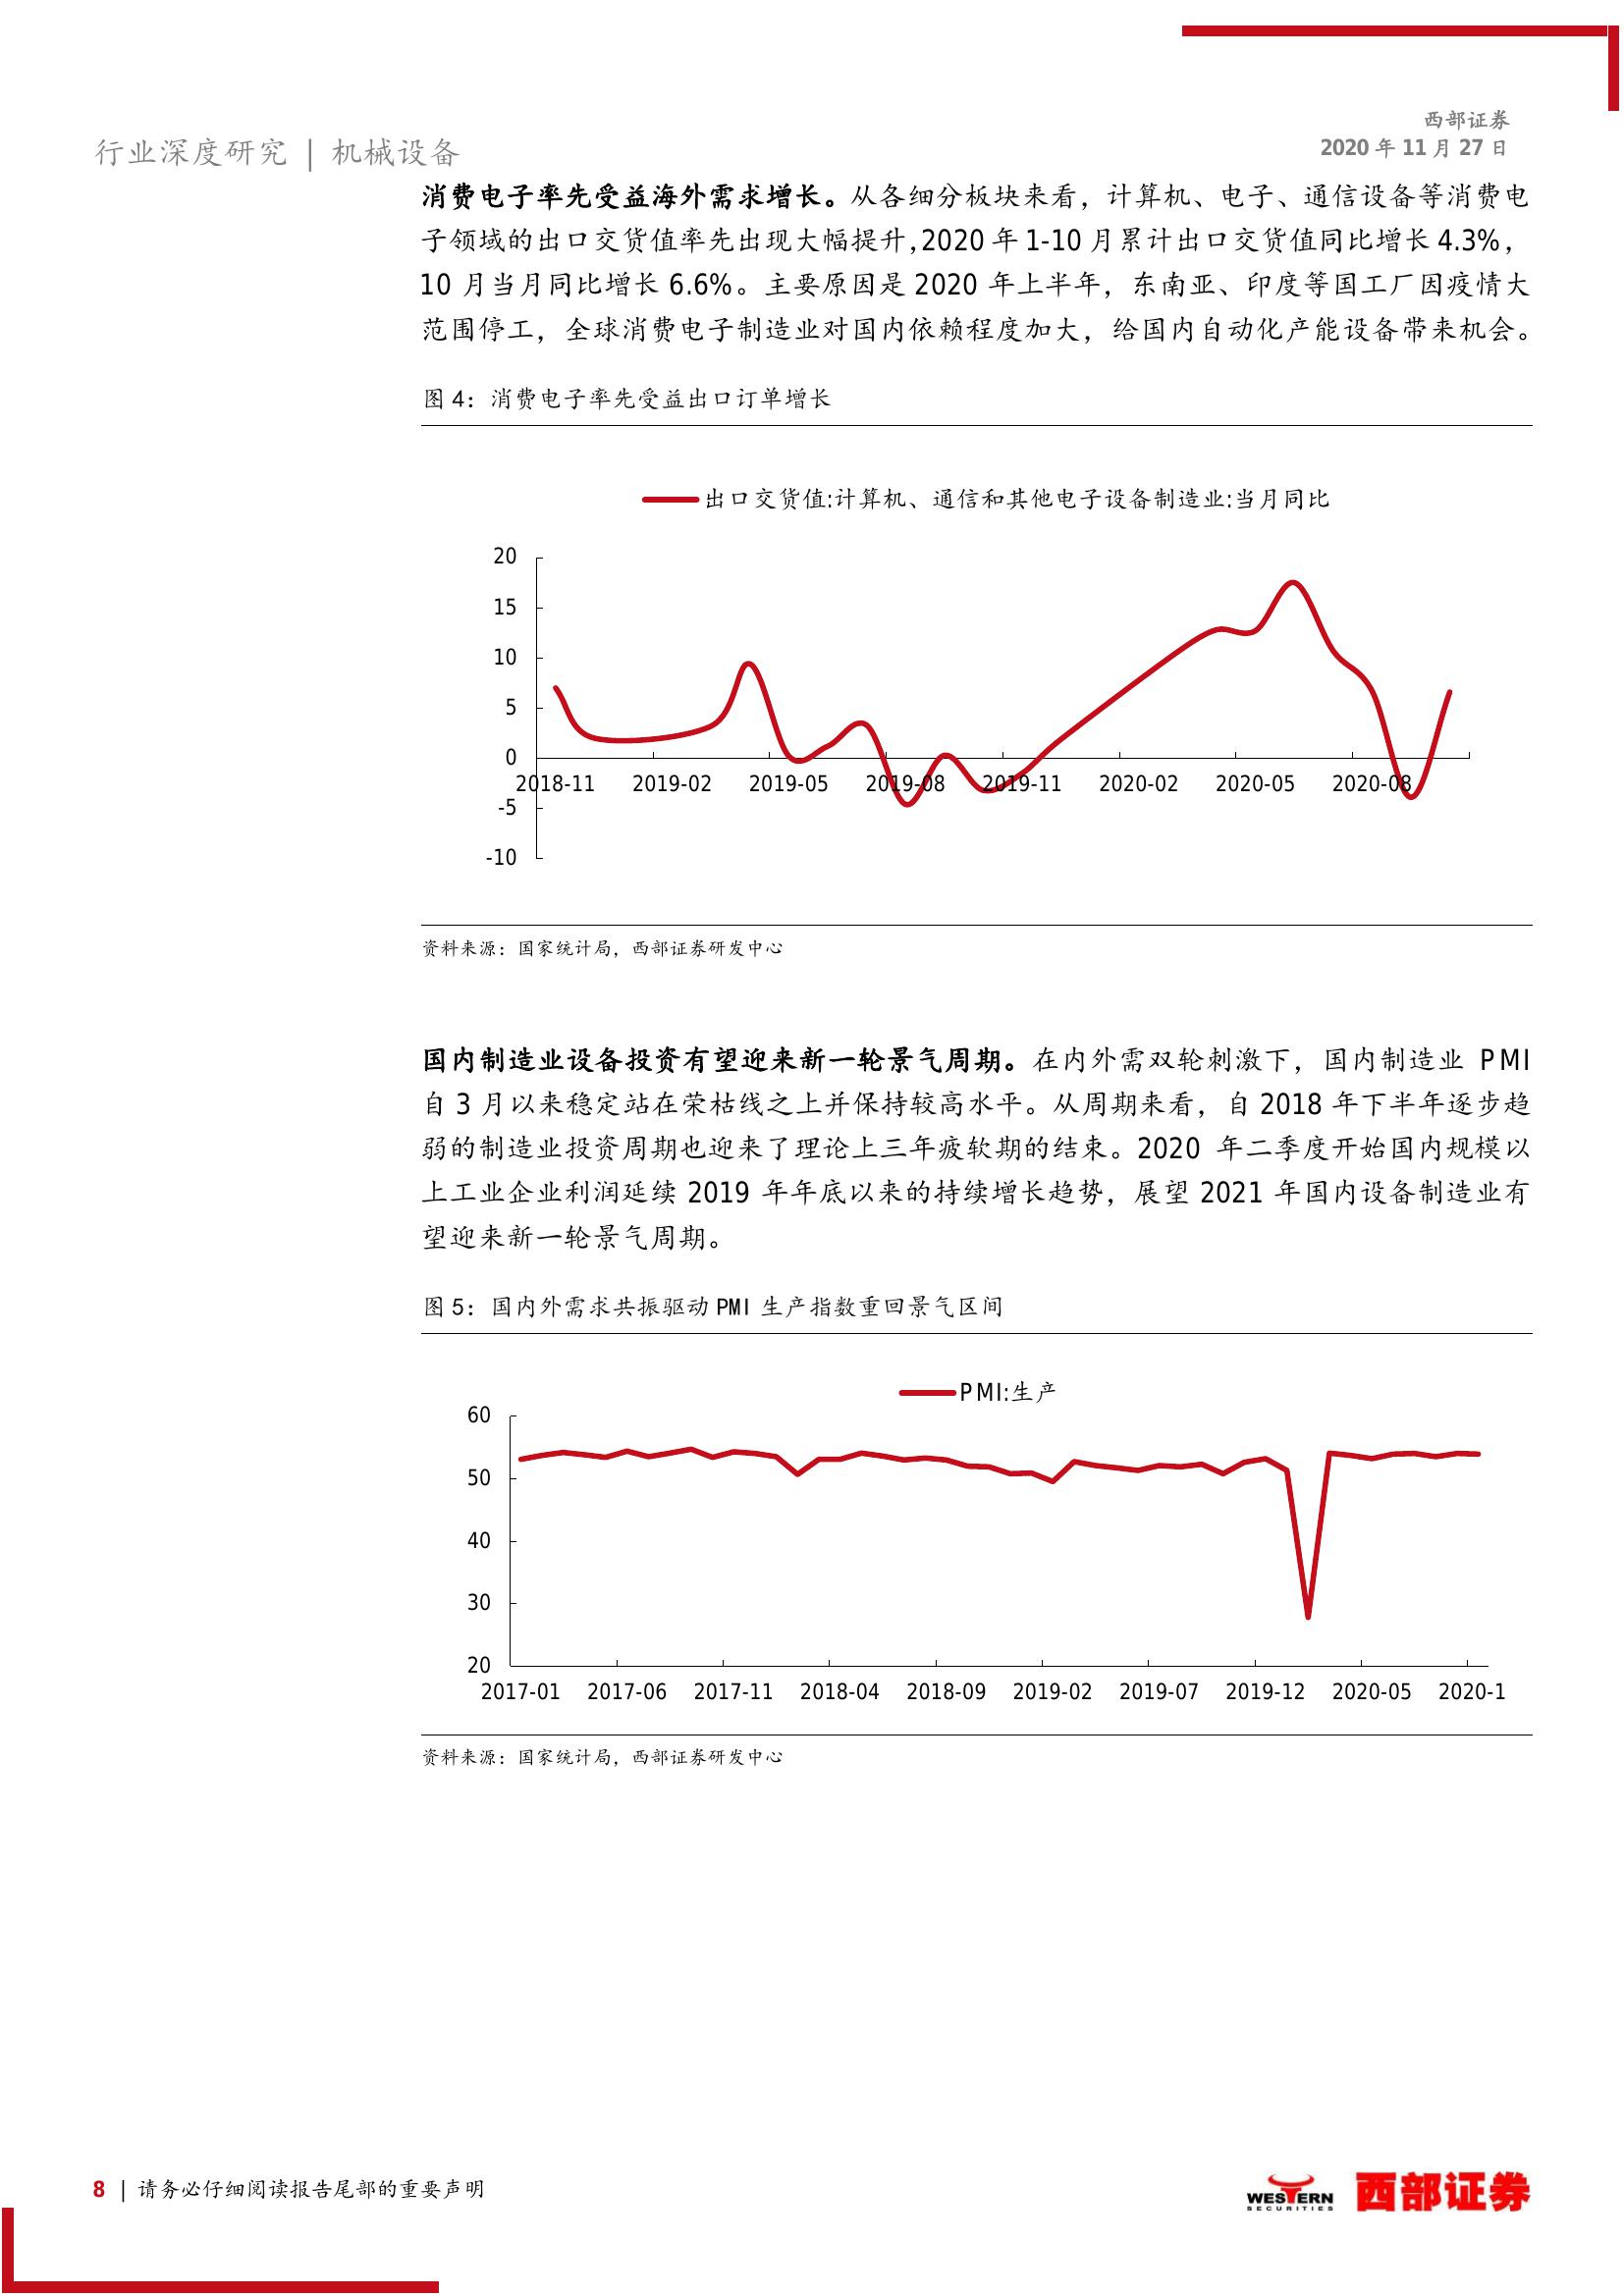 西部证券
2020 年 11 月 27 日
行业深度研究 | 机械设备
消费电子率先受益海外需求增长。从各细分板块来看，计算机、电子、通信设备等消费电
子领域的出口交货值率先出现大幅提升,2020 年 1-10 月累计出口交货值同比增长 4.3%，
10 月当月同比增长 6.6%。主要原因是 2020 年上半年，东南亚、印度等国工厂因疫情大
范围停工，全球消费电子制造业对国内依赖程度加大，给国内自动化产能设备带来机会。
图 4：消费电子率先受益出口订单增长
出口交货值:计算机、通信和其他电子设备制造业:当月同比
20
15
10
5
0
2018-11 2019-02 2019-05 2019-08 2019-11 2020-02 2020-05 2020-08
-5
-10
资料来源：国家统计局，西部证券研发中心
国内制造业设备投资有望迎来新一轮景气周期。在内外需双轮刺激下，国内制造业 PMI
自 3 月以来稳定站在荣枯线之上并保持较高水平。从周期来看，自 2018 年下半年逐步趋
弱的制造业投资周期也迎来了理论上三年疲软期的结束。2020 年二季度开始国内规模以
上工业企业利润延续 2019 年年底以来的持续增长趋势，展望 2021 年国内设备制造业有
望迎来新一轮景气周期。
图 5：国内外需求共振驱动 PMI 生产指数重回景气区间
PMI:生产
60
50
40
30
20
2017-01 2017-06 2017-11 2018-04 2018-09 2019-02 2019-07 2019-12 2020-05 2020-1
资料来源：国家统计局，西部证券研发中心
8 | 请务必仔细阅读报告尾部的重要声明
WESTERN
SECURITIES
西部证券